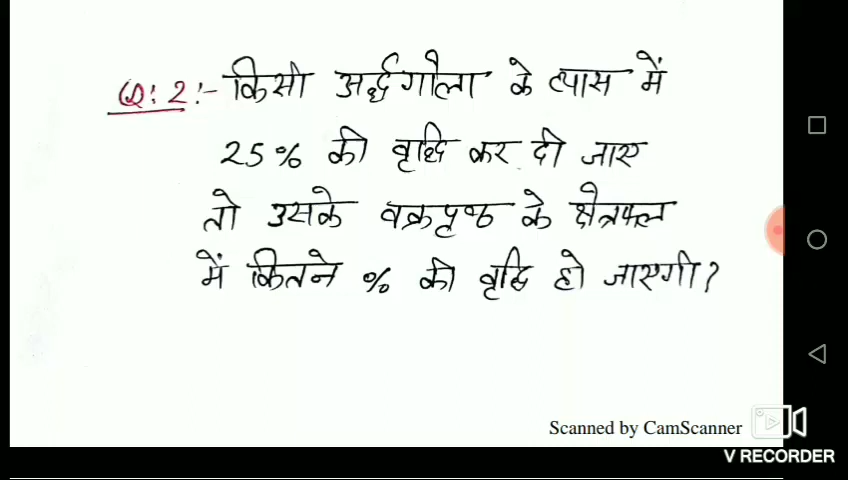 Q: 2:- किसी अर्द्धगोला के व्यास में
25% की वृद्धि कर दी जाए
तो उसके वक्रपृष्ठ के क्षेत्रफल
में कितने % की वृद्धि हो जाएगी?
Scanned by CamScanner
V RECORDER